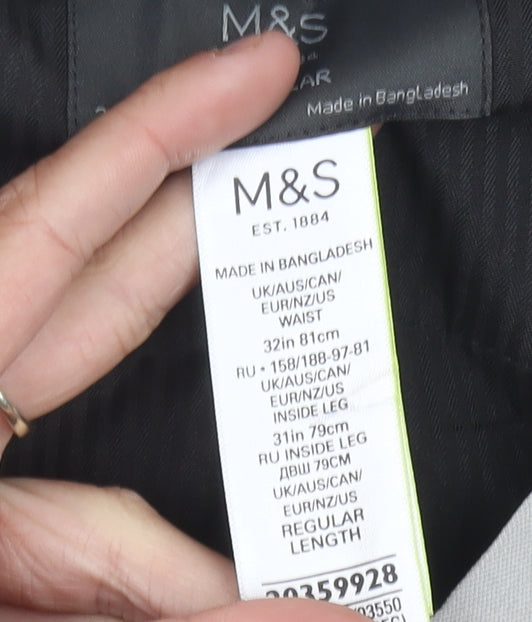 M&S
Made in Bangladesh
M&S
EST. 1884
MADE IN BANGLADESH
UK/AUS/CAN/
EUR/NZ/US
WAIST
32in 81cm
RU • 158/188-97-81
UK/AUS/CAN/
EUR/NZ/US
INSIDE LEG
31in 79cm
RU INSIDE LEG
ДВШ 79СМ
UK/AUS/CAN/
EUR/NZ/US
REGULAR
LENGTH